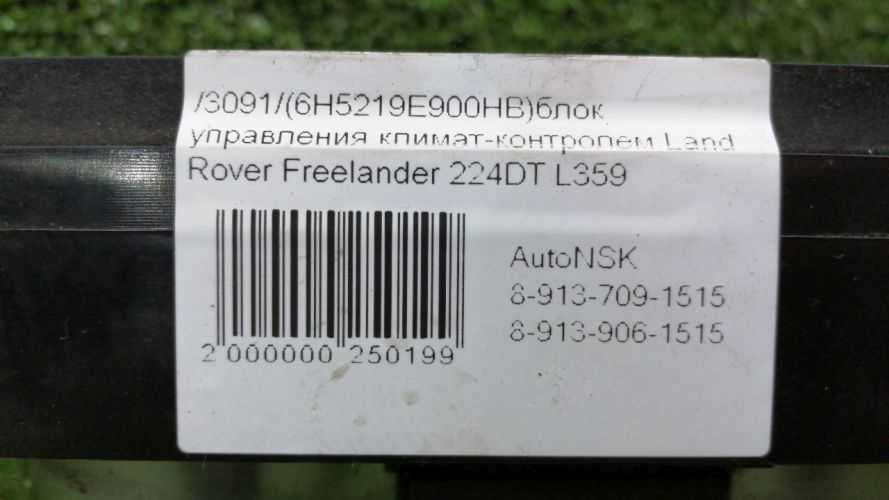 /3091/(6H5219E900HB)блок
управления климат-контролем Land
Rover Freelander 224DT L359
AutoNSK
8-913-709-1515
8-913-906-1515
2 000000 250199